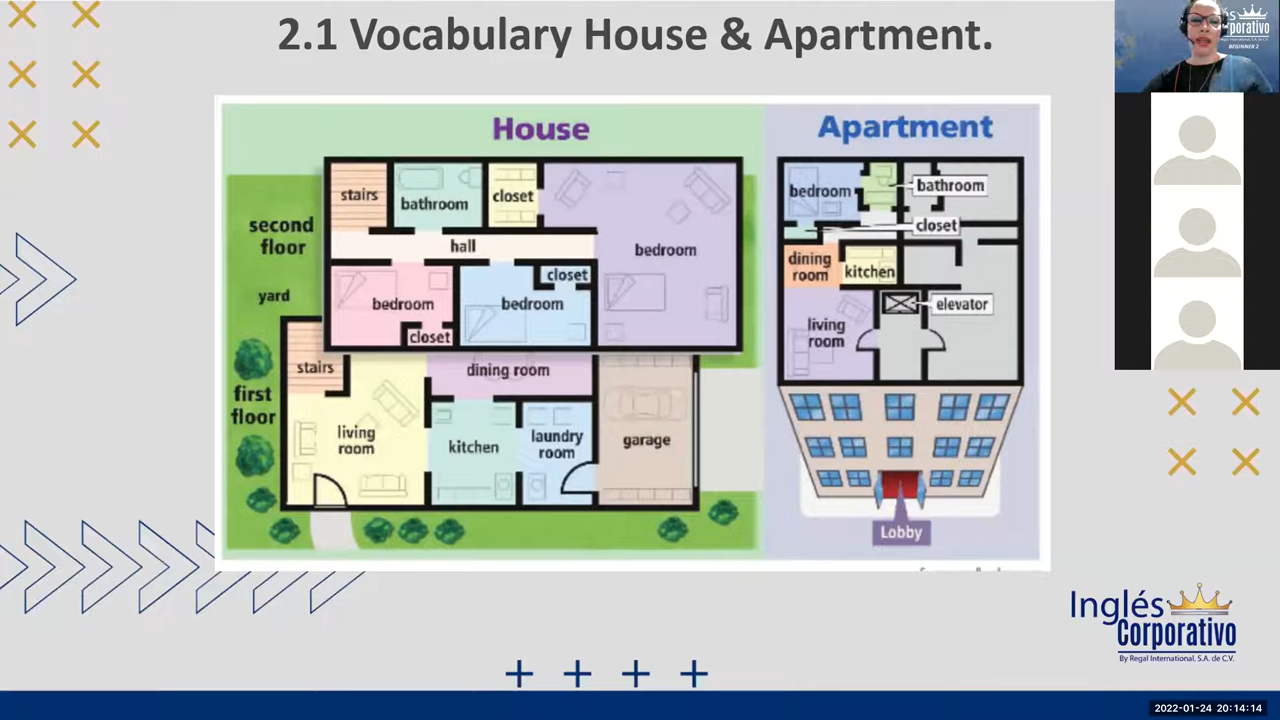 2.1 Vocabulary House & Apartment.
House
Apartment
stairs
bathroom
closet
second
floor
hall
bedroom
yard
bedroom
closet
bedroom
closet
stairs
dining room
first
floor
living
room
kitchen
laundry
room
garage
bedroom
bathroom
closet
dining
room
kitchen
elevator
living
room
Lobby
Inglés
Corporativo
By Regal International, S.A. de C.V.
BEGINNER 2
2022-01-24 20:14:14